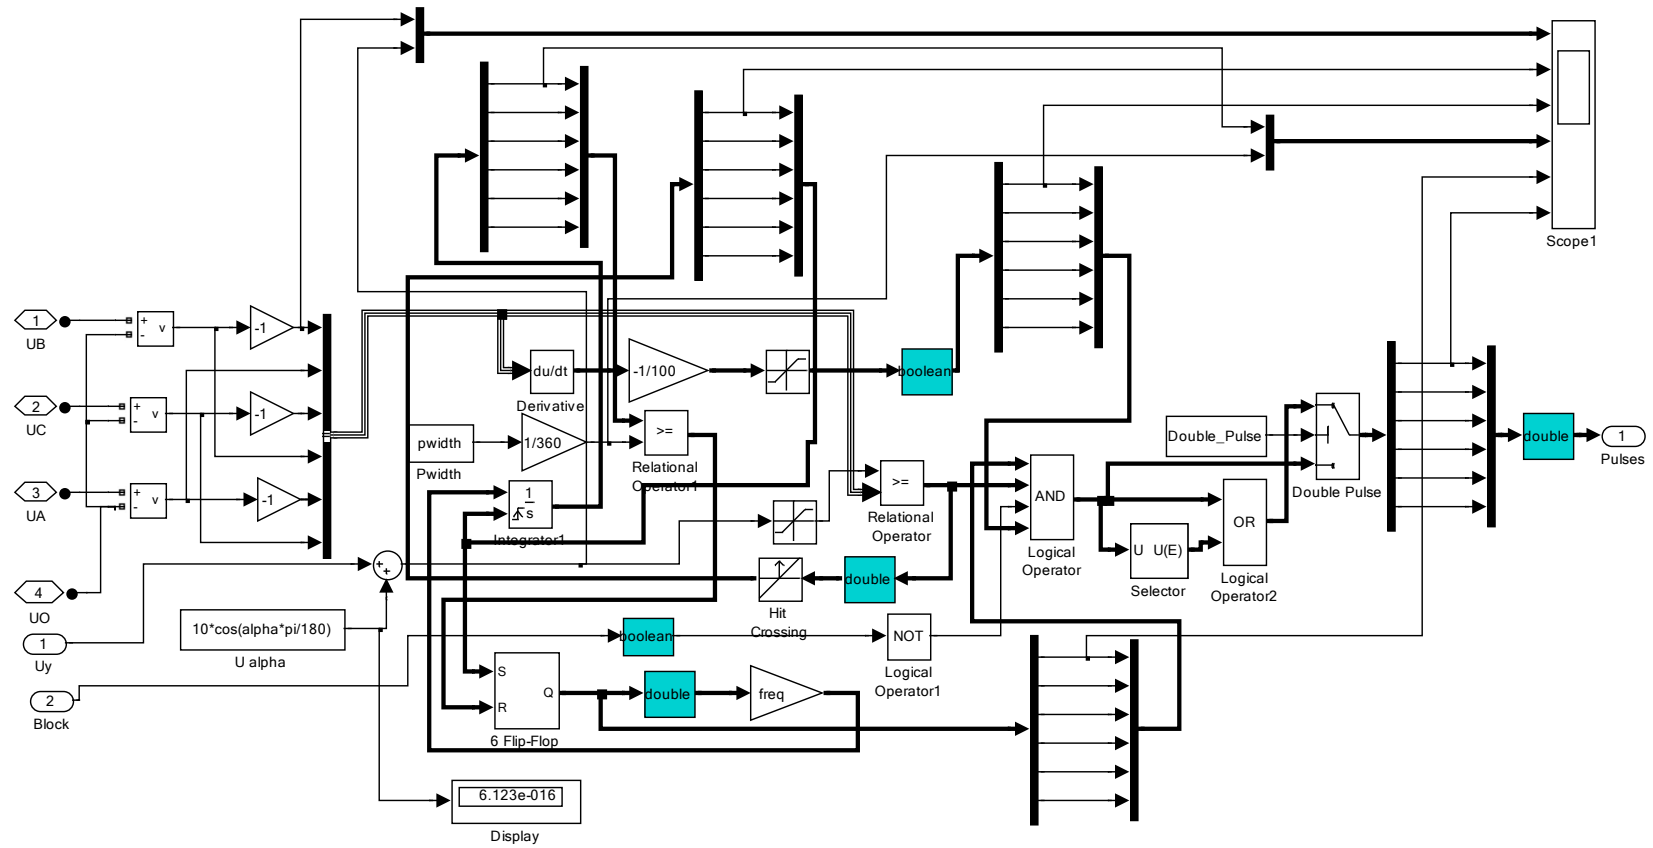 Scope1
1
UB
+
-
v
-1
2
UC
+
-
v
-1
3
UA
+
-
v
-1
4
UO
1
Uy
2
Block
+
+
10*cos(alpha*pi/180)
U alpha
6.123e-016
Display
du/dt
Derivative
-1/100
boolean
pwidth
Pwidth
1/360
>=
Relational
Operator1
1
s
Integrator1
>=
Relational
Operator
double
Hit
Crossing
boolean
NOT
Logical
Operator1
S
R
Q
6 Flip-Flop
double
freq
AND
Logical
Operator
U U(E)
Selector
OR
Logical
Operator2
Double_Pulse
Double Pulse
double
1
Pulses